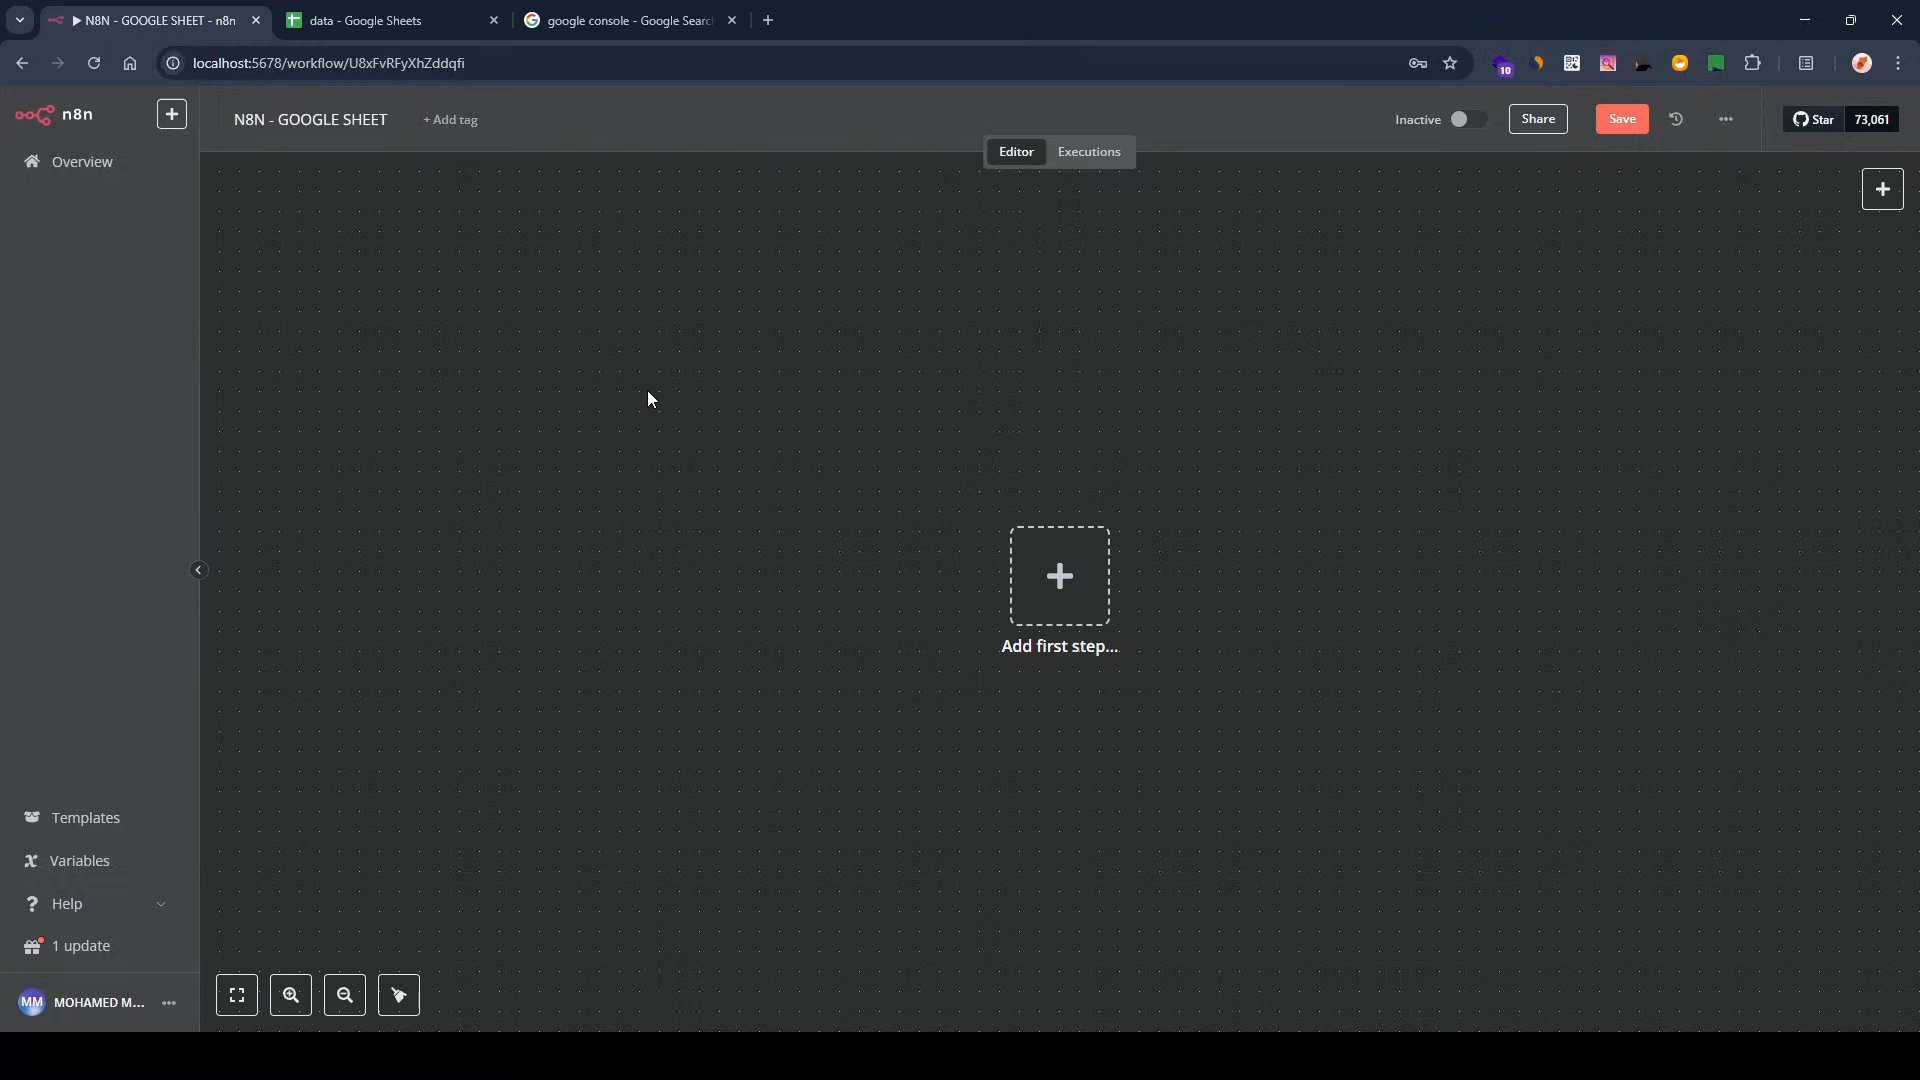 N8N - GOOGLE SHEET - n8n
data - Google Sheets
google console - Google Searc
localhost:5678/workflow/U8xFvRFyXhZddqfi
10
n8n
N8N - GOOGLE SHEET
+ Add tag
Inactive
Share
Save
Star
73,061
Editor
Executions
Overview
Add first step...
Templates
Variables
Help
1 update
MM
MOHAMED M...